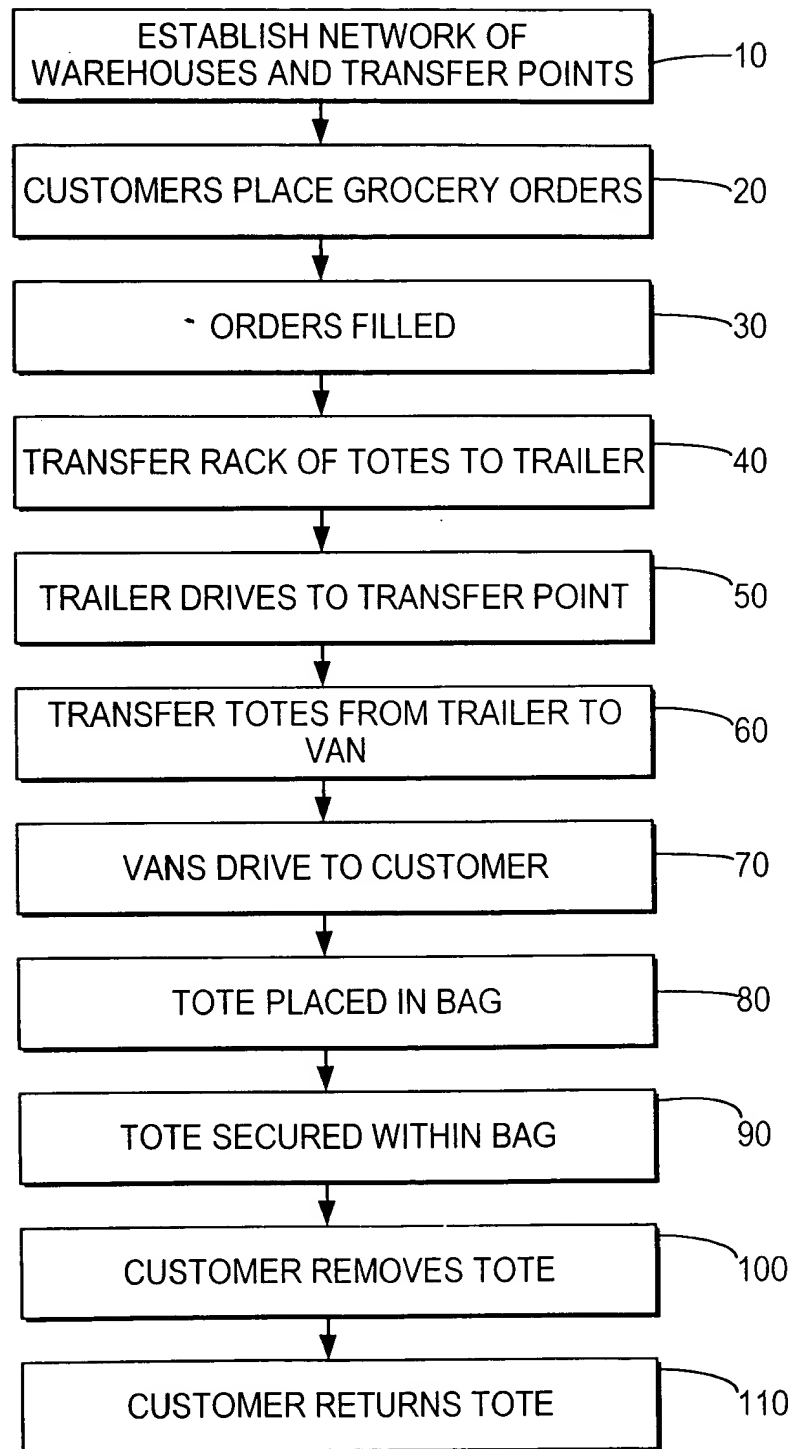 ESTABLISH NETWORK OF
WAREHOUSES AND TRANSFER POINTS
10
CUSTOMERS PLACE GROCERY ORDERS
20
ORDERS FILLED
30
TRANSFER RACK OF TOTES TO TRAILER
40
TRAILER DRIVES TO TRANSFER POINT
50
TRANSFER TOTES FROM TRAILER TO
VAN
60
VANS DRIVE TO CUSTOMER
70
TOTE PLACED IN BAG
80
TOTE SECURED WITHIN BAG
90
CUSTOMER REMOVES TOTE
100
CUSTOMER RETURNS TOTE
110